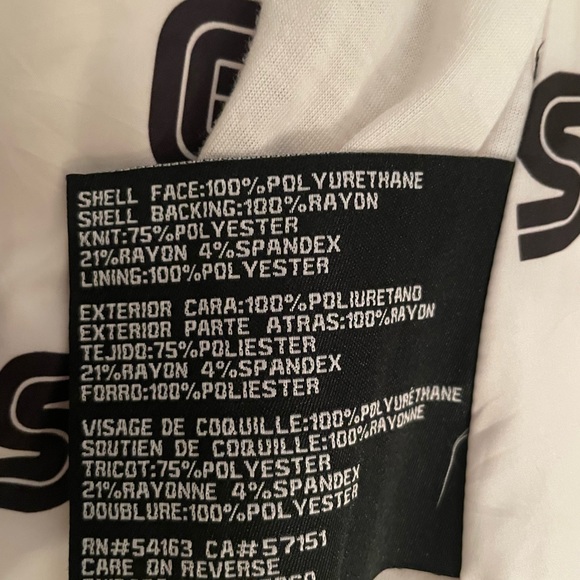 SHELL FACE:100%POLYURETHANE
SHELL BACKING:100%RAYON
KNIT:75%POLYESTER
21%RAYON 4%SPANDEX
LINING:100%POLYESTER
EXTERIOR CARA:100%POLIURETANO
EXTERIOR PARTE ATRAS:100%RAYON
TEJIDO:75%POLIESTER
21%RAYON 4%SPANDEX
FORRO:100%POLIESTER
VISAGE DE COQUILLE:100%POLYURÉTHANE
SOUTIEN DE COQUILLE:100%RAYONNE
TRICOT:75%POLYESTER
21%RAYONNE 4%SPANDEX
DOUBLURE:100%POLYESTER
RN#54163 CA#57151
CARE ON REVERSE